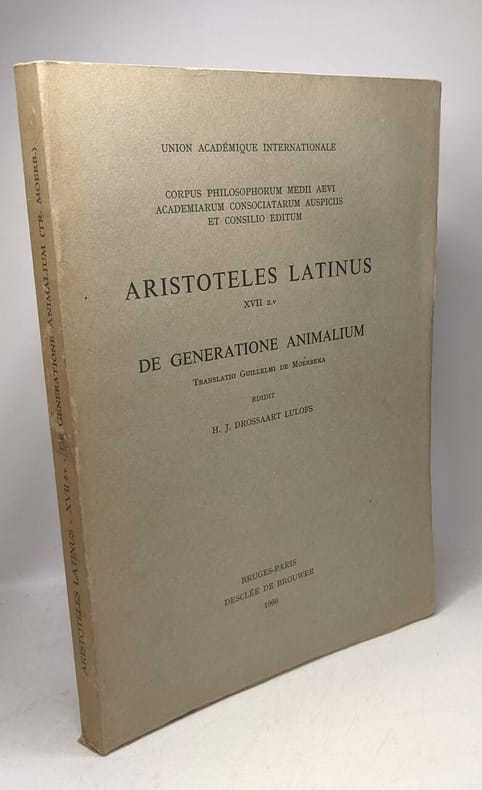 UNION ACADÉMIQUE INTERNATIONALE
CORPUS PHILOSOPHORUM MEDII AEVI
ACADEMIARUM CONSOCIATARUM AUSPICIIS
ET CONSILIO EDITUM
ARISTOTELES LATINUS
XVII 2.v
DE GENERATIONE ANIMALIUM
Translatio Guillelmi de Moerbeka
EDIDIT
H. J. DROSSAART LULOFS
BRUGES-PARIS
DESCLÉE DE BROUWER
1966
ARISTOTELES LATINUS - XVII 2.v - DE GENERATIONE ANIMALIUM (TR. MOERB.)